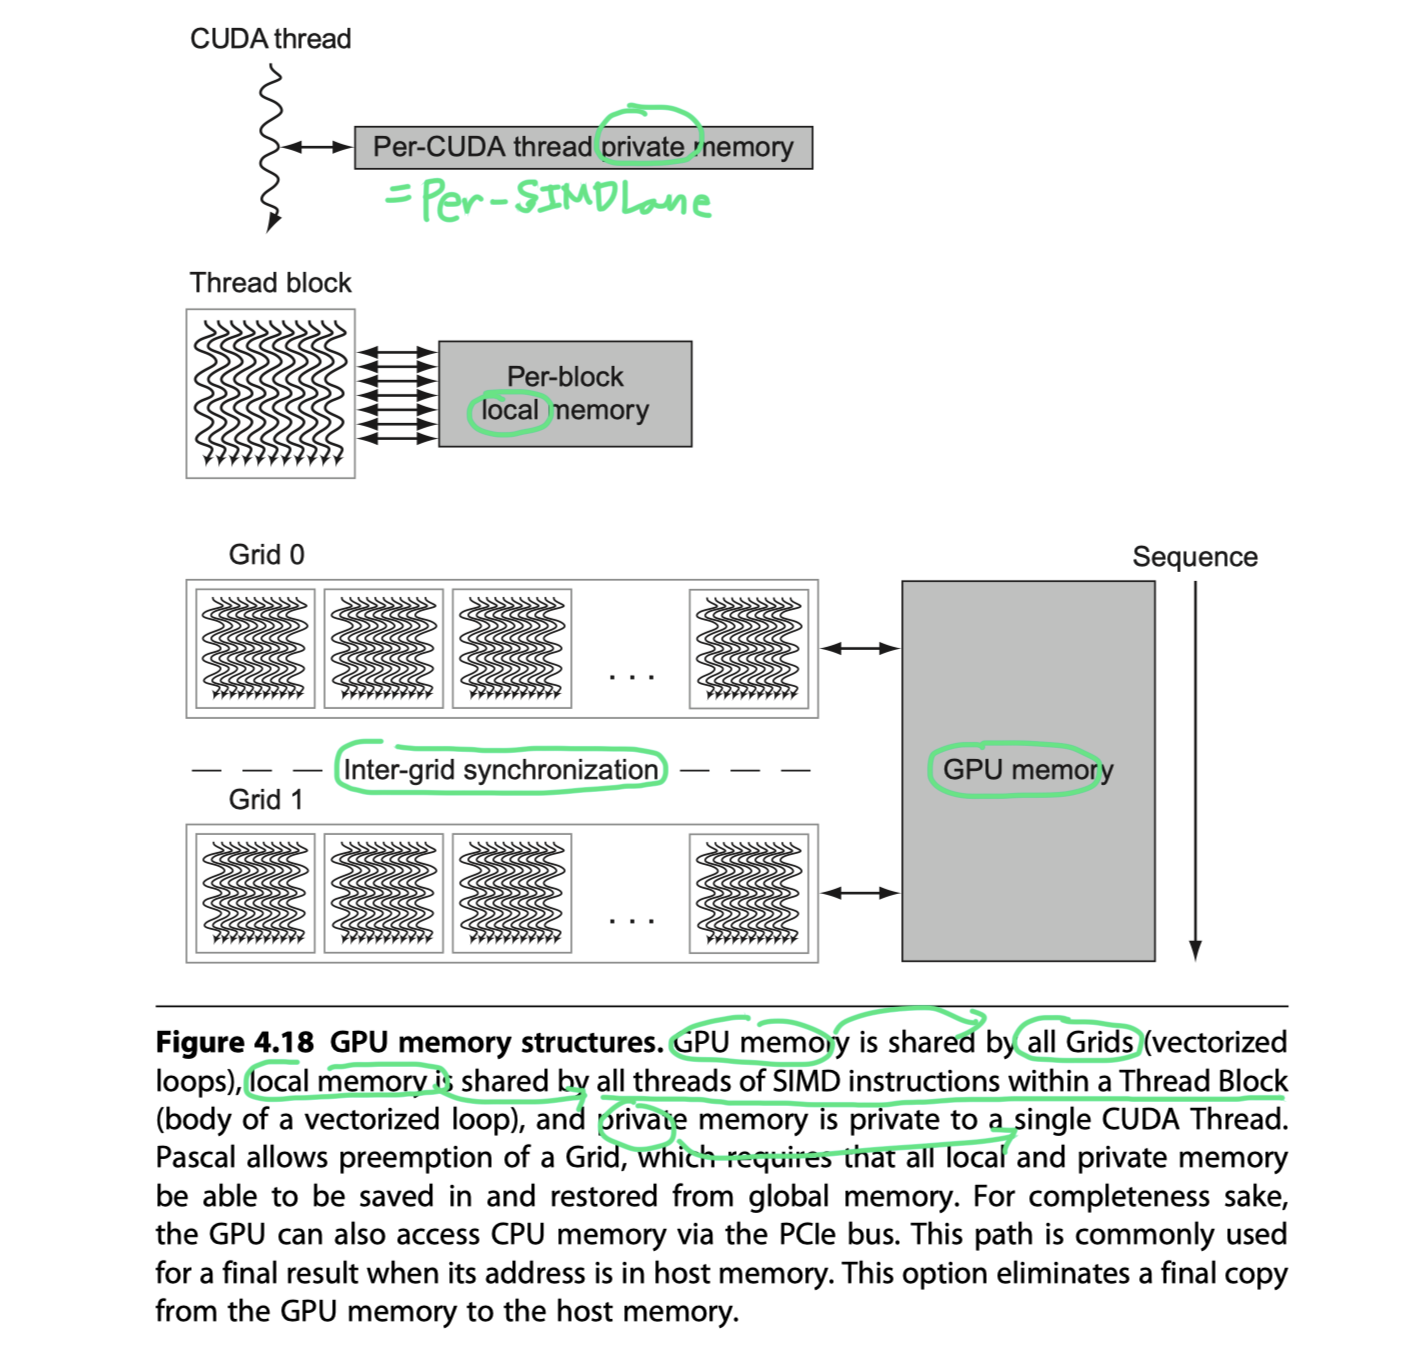 CUDA thread
Per-CUDA thread private memory
= Per-SIMD Lane
Thread block
Per-block
local memory
Grid 0
Sequence
. . .
Inter-grid synchronization
GPU memory
Grid 1
. . .
Figure 4.18 GPU memory structures. GPU memory is shared by all Grids (vectorized
loops), local memory is shared by all threads of SIMD instructions within a Thread Block
(body of a vectorized loop), and private memory is private to a single CUDA Thread.
Pascal allows preemption of a Grid, which requires that all local and private memory
be able to be saved in and restored from global memory. For completeness sake,
the GPU can also access CPU memory via the PCIe bus. This path is commonly used
for a final result when its address is in host memory. This option eliminates a final copy
from the GPU memory to the host memory.